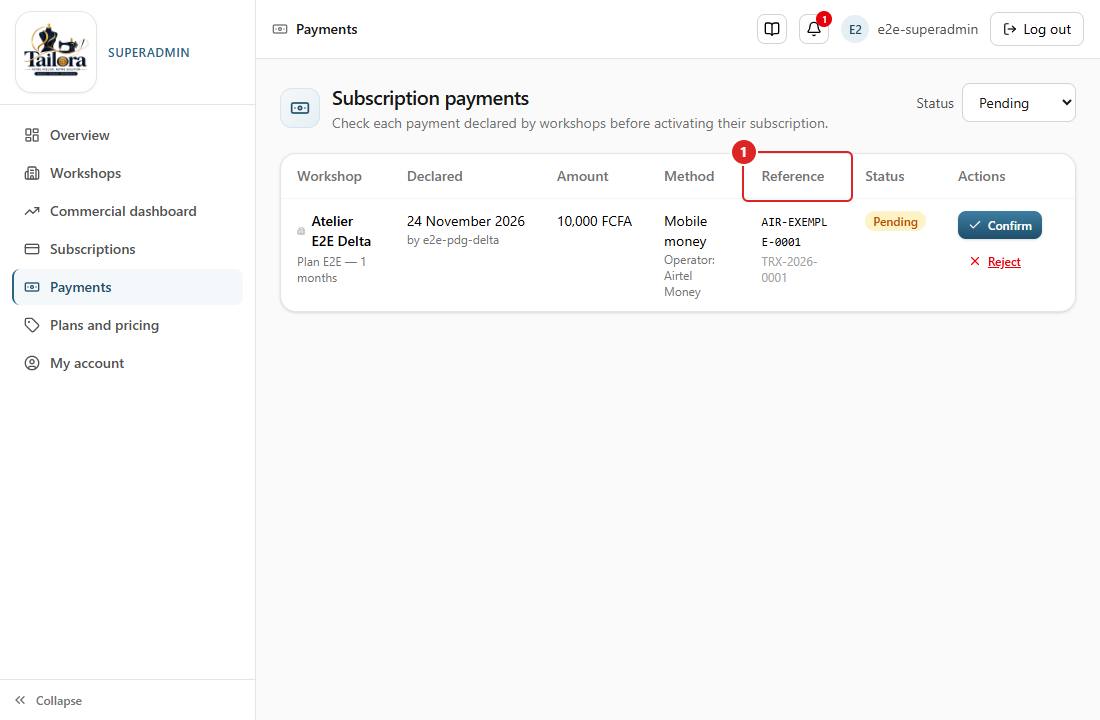 Tailora
SUPERADMIN
Payments
1
E2
e2e-superadmin
Log out
Overview
Workshops
Commercial dashboard
Subscriptions
Payments
Plans and pricing
My account
Collapse
Subscription payments
Check each payment declared by workshops before activating their subscription.
Status
Pending
1
Workshop
Declared
Amount
Method
Reference
Status
Actions
Atelier
E2E Delta
Plan E2E — 1
months
24 November 2026
by e2e-pdg-delta
10,000 FCFA
Mobile
money
Operator:
Airtel
Money
AIR-EXEMPL
E-0001
TRX-2026-
0001
Pending
Confirm
Reject